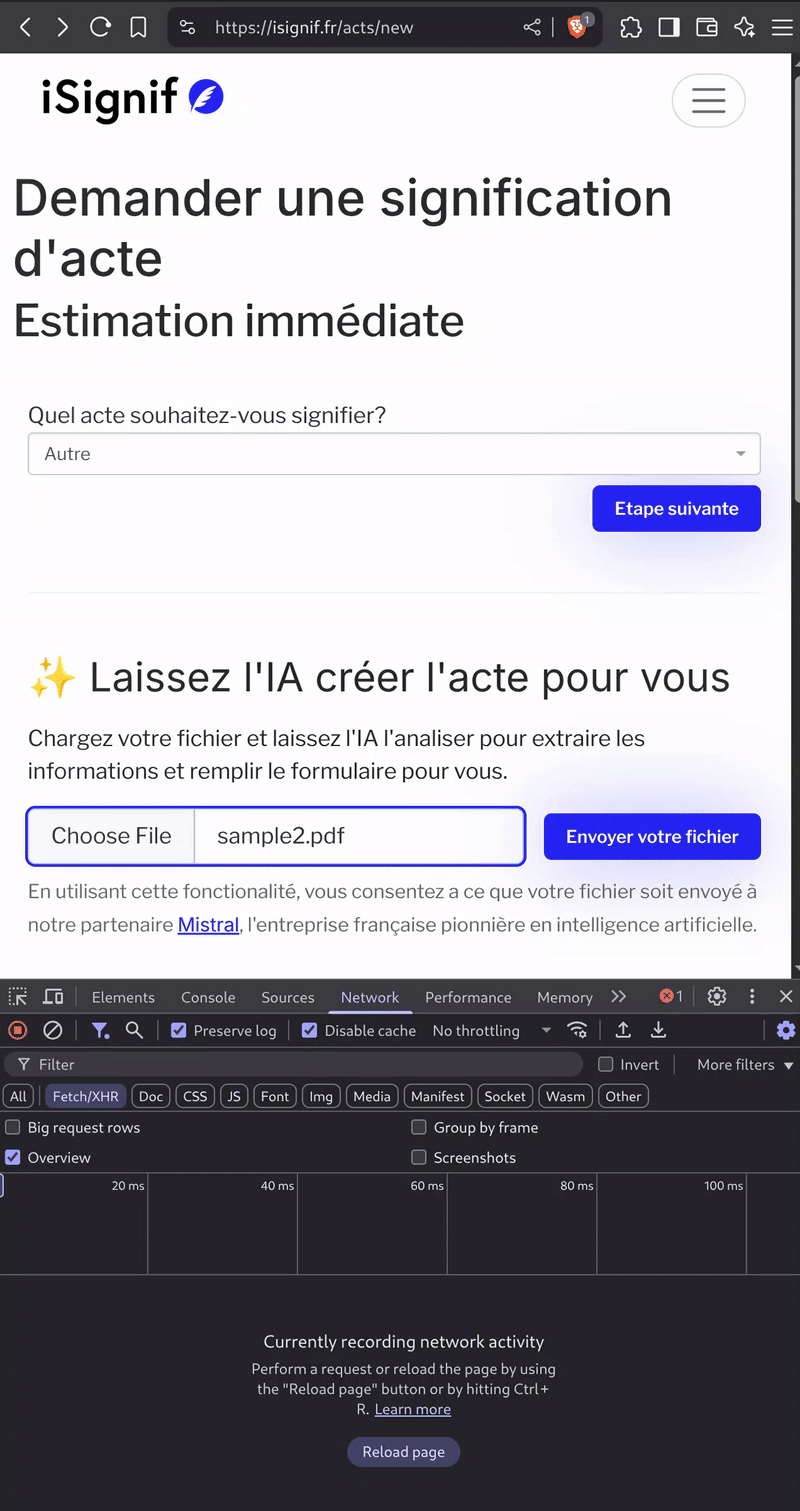 https://isignif.fr/acts/new
1
iSignif
Demander une signification
d'acte
Estimation immédiate
Quel acte souhaitez-vous signifier?
Autre
Etape suivante
✨ Laissez l'IA créer l'acte pour vous
Chargez votre fichier et laissez l'IA l'analiser pour extraire les
informations et remplir le formulaire pour vous.
Choose File sample2.pdf Envoyer votre fichier
En utilisant cette fonctionalité, vous consentez a ce que votre fichier soit envoyé à
notre partenaire Mistral, l'entreprise française pionnière en intelligence artificielle.
Elements Console Sources Network Performance Memory 1
Preserve log Disable cache No throttling
Filter Invert More filters
All Fetch/XHR Doc CSS JS Font Img Media Manifest Socket Wasm Other
Big request rows Group by frame
Overview Screenshots
20 ms 40 ms 60 ms 80 ms 100 ms
Currently recording network activity
Perform a request or reload the page by using
the "Reload page" button or by hitting Ctrl+
R. Learn more
Reload page